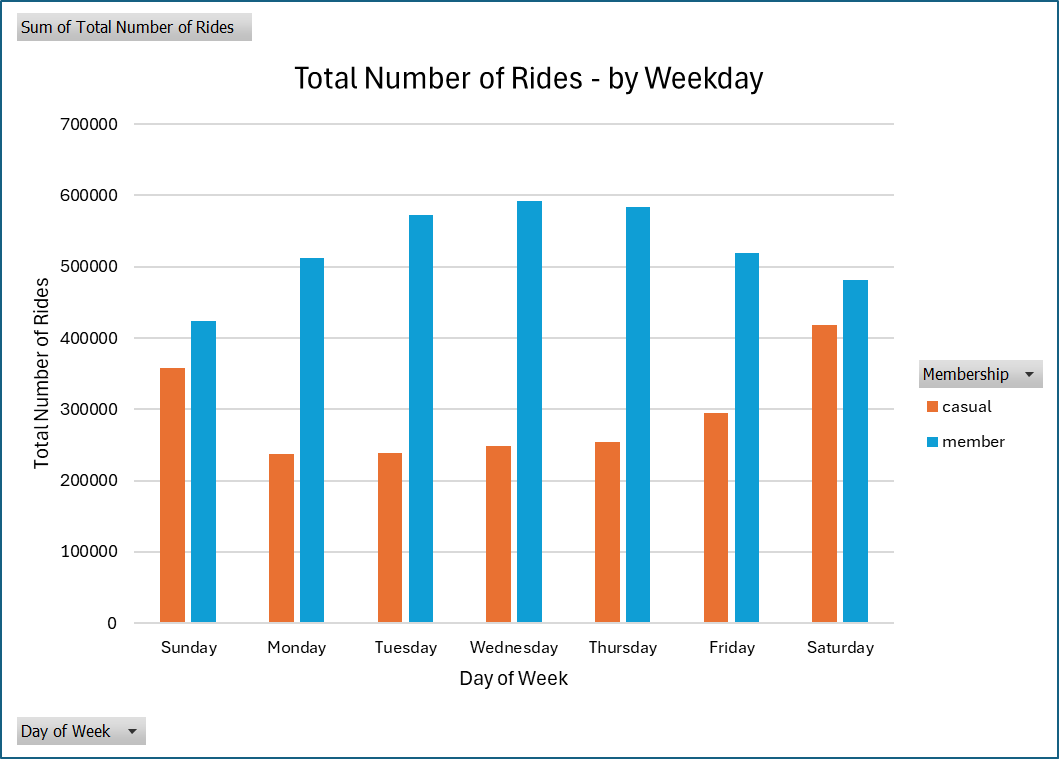 Sum of Total Number of Rides
Total Number of Rides - by Weekday
700000
600000
500000
400000
300000
200000
100000
0
Total Number of Rides
Sunday Monday Tuesday Wednesday Thursday Friday Saturday
Day of Week
Membership
casual
member
Day of Week